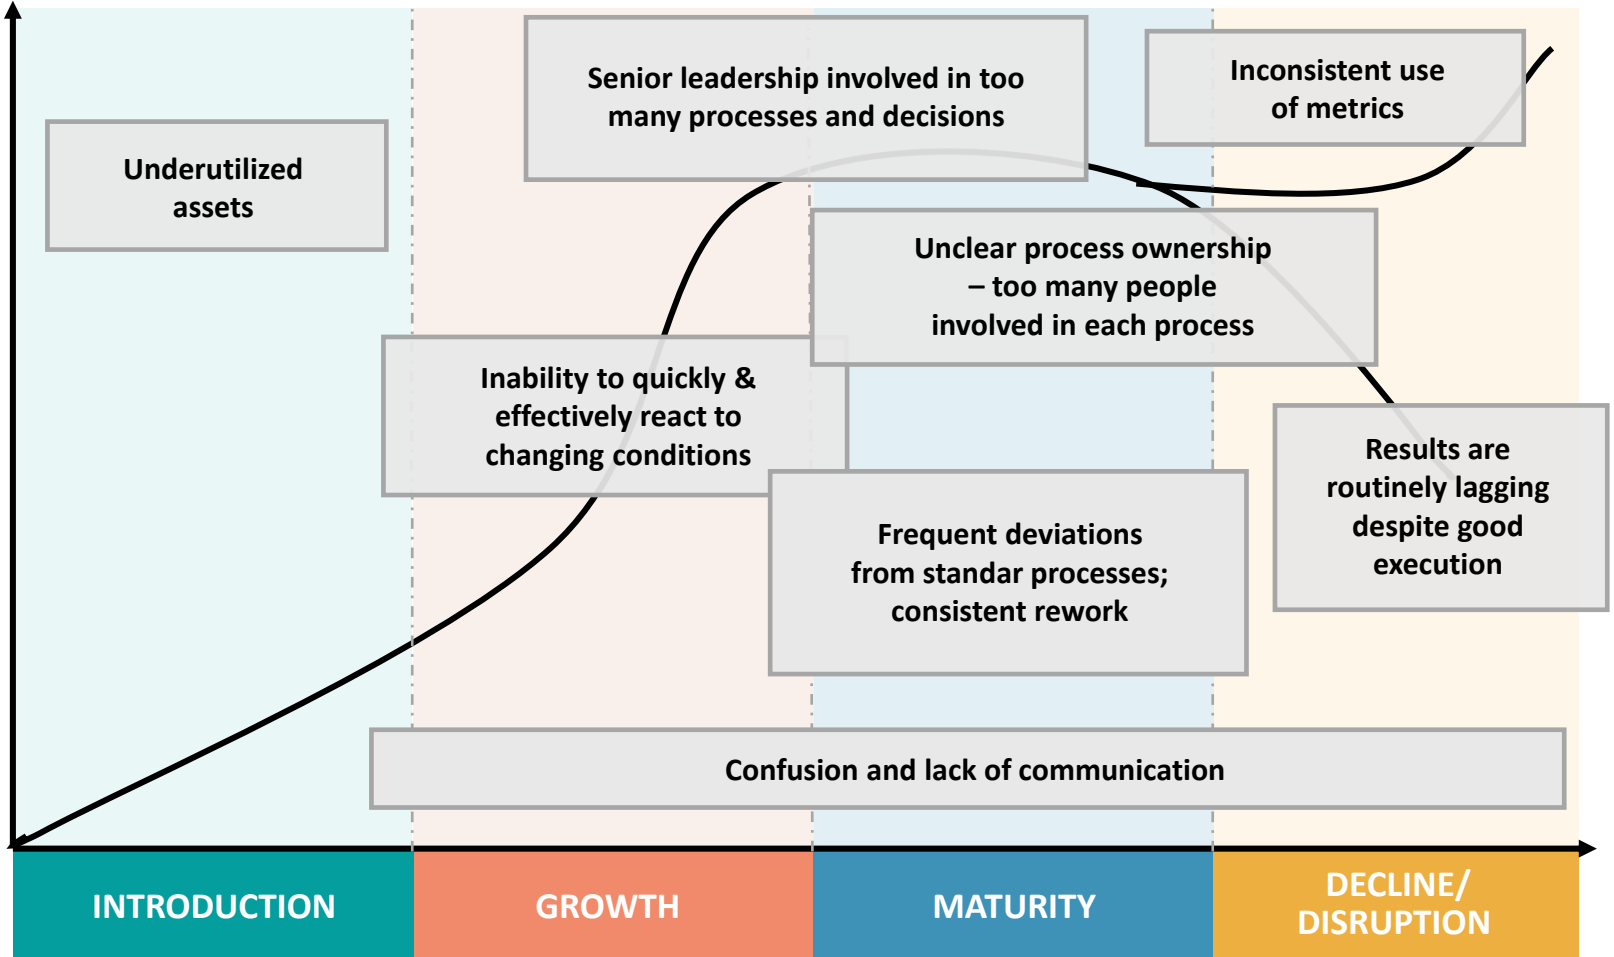 Senior leadership involved in too
many processes and decisions
Inconsistent use
of metrics
Underutilized
assets
Unclear process ownership
– too many people
involved in each process
Inability to quickly &
effectively react to
changing conditions
Results are
routinely lagging
despite good
execution
Frequent deviations
from standar processes;
consistent rework
Confusion and lack of communication
INTRODUCTION
GROWTH
MATURITY
DECLINE/
DISRUPTION